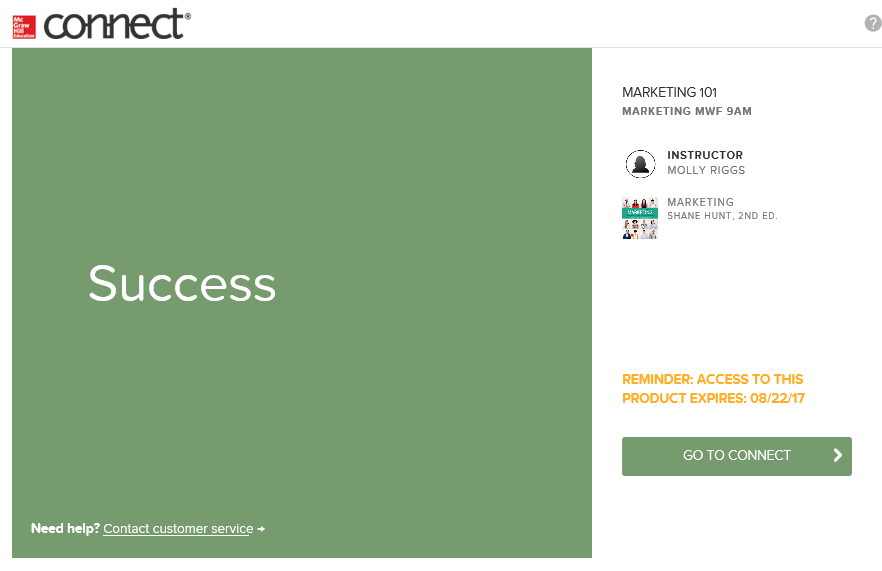 Mc
Graw
Hill
Education
connect®
?
MARKETING 101
MARKETING MWF 9AM
INSTRUCTOR
MOLLY RIGGS
MARKETING
MARKETING
SHANE HUNT, 2ND ED.
Success
REMINDER: ACCESS TO THIS
PRODUCT EXPIRES: 08/22/17
GO TO CONNECT
Need help? Contact customer service